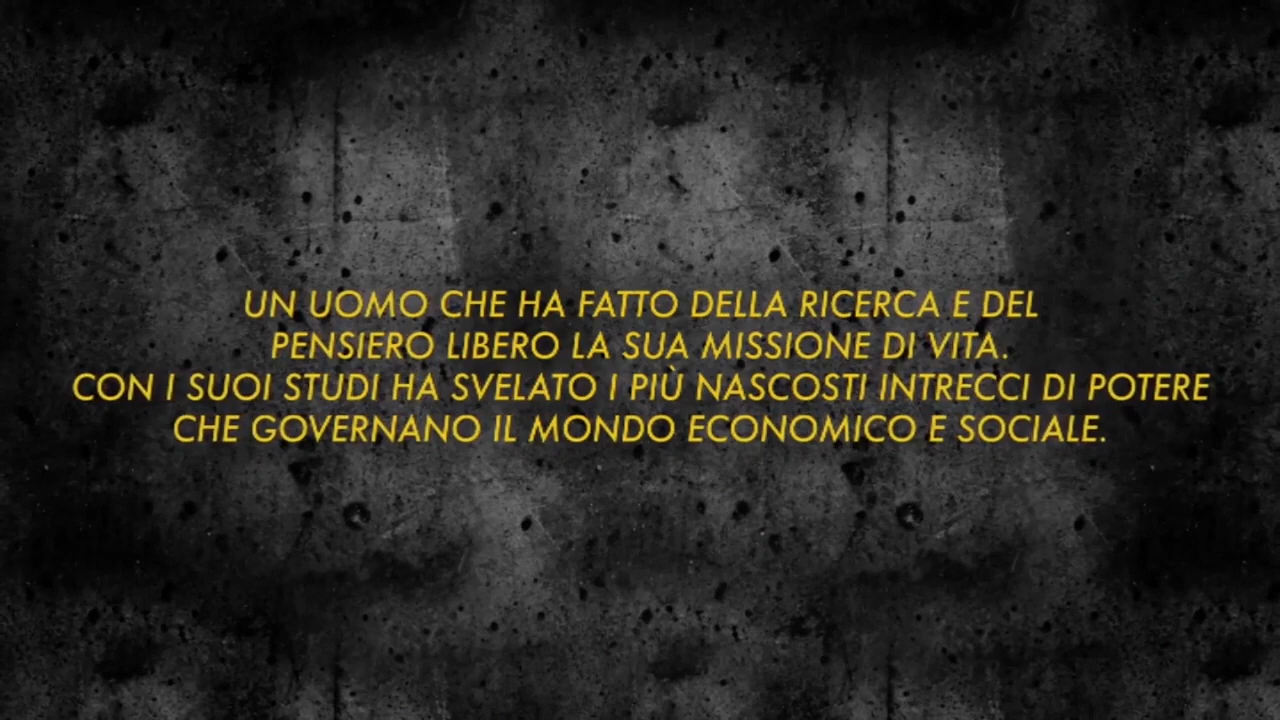 UN UOMO CHE HA FATTO DELLA RICERCA E DEL
PENSIERO LIBERO LA SUA MISSIONE DI VITA.
CON I SUOI STUDI HA SVELATO I PIÙ NASCOSTI INTRECCI DI POTERE
CHE GOVERNANO IL MONDO ECONOMICO E SOCIALE.